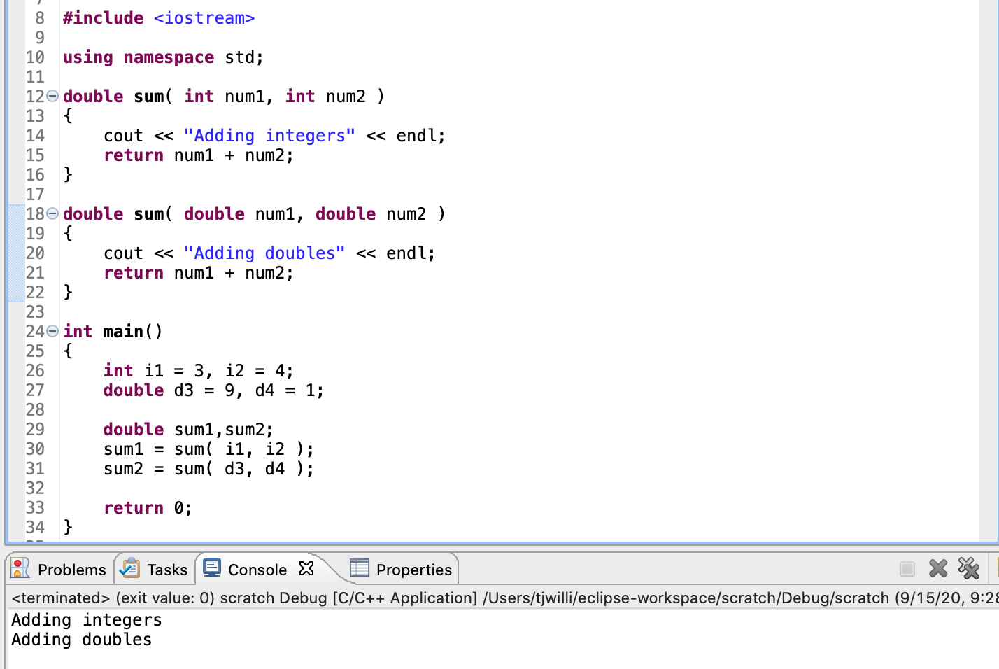 8 #include <iostream>
9
10 using namespace std;
11
12 double sum( int num1, int num2 )
13 {
14     cout << "Adding integers" << endl;
15     return num1 + num2;
16 }
17
18 double sum( double num1, double num2 )
19 {
20     cout << "Adding doubles" << endl;
21     return num1 + num2;
22 }
23
24 int main()
25 {
26     int i1 = 3, i2 = 4;
27     double d3 = 9, d4 = 1;
28
29     double sum1,sum2;
30     sum1 = sum( i1, i2 );
31     sum2 = sum( d3, d4 );
32
33     return 0;
34 }
Problems Tasks Console Properties
<terminated> (exit value: 0) scratch Debug [C/C++ Application] /Users/tjwilli/eclipse-workspace/scratch/Debug/scratch (9/15/20, 9:28
Adding integers
Adding doubles